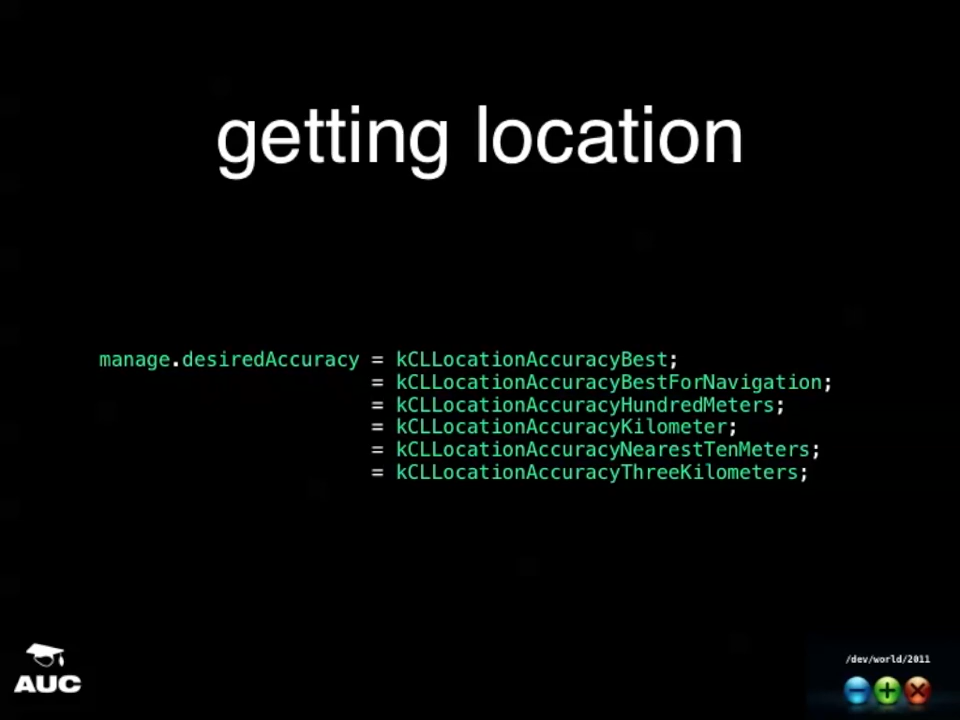 getting location
manage.desiredAccuracy = kCLLocationAccuracyBest;
= kCLLocationAccuracyBestForNavigation;
= kCLLocationAccuracyHundredMeters;
= kCLLocationAccuracyKilometer;
= kCLLocationAccuracyNearestTenMeters;
= kCLLocationAccuracyThreeKilometers;
AUC
/dev/world/2011